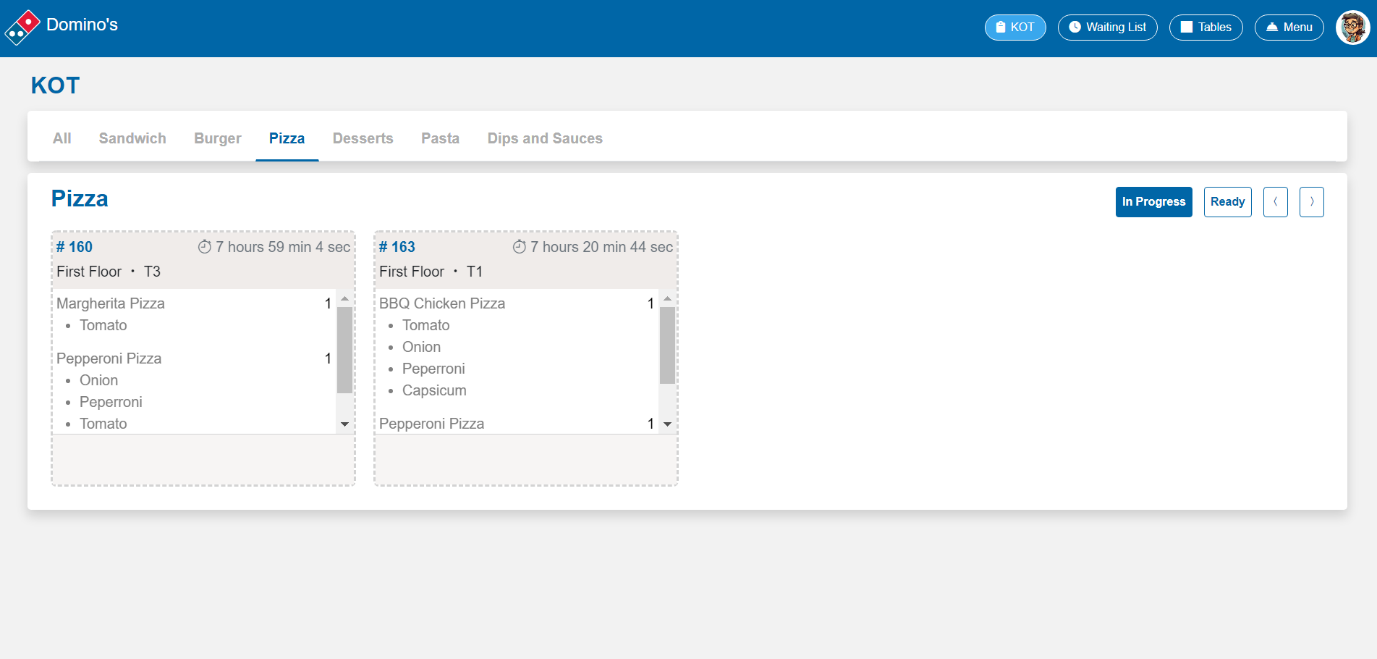 Domino's
KOT Waiting List Tables Menu
KOT
All Sandwich Burger Pizza Desserts Pasta Dips and Sauces
Pizza
In Progress Ready
# 160 7 hours 59 min 4 sec
First Floor • T3
Margherita Pizza 1
• Tomato
Pepperoni Pizza 1
• Onion
• Peperroni
• Tomato
# 163 7 hours 20 min 44 sec
First Floor • T1
BBQ Chicken Pizza 1
• Tomato
• Onion
• Peperroni
• Capsicum
Pepperoni Pizza 1